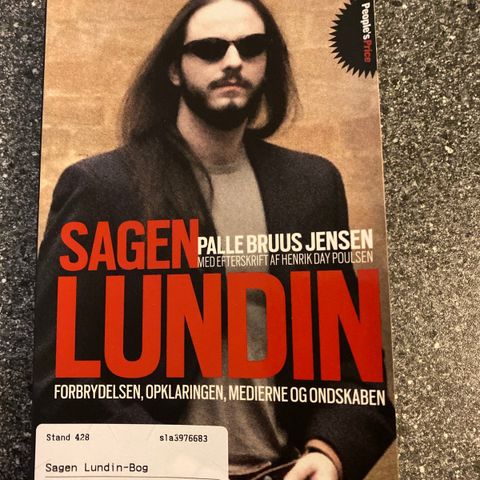 People's Price
SAGEN
PALLE BRUUS JENSEN
MED EFTERSKRIFT AF HENRIK DAY POULSEN
LUNDIN
FORBRYDELSEN, OPKLARINGEN, MEDIERNE OG ONDSKABEN
Stand 428 sla3976683
Sagen Lundin-Bog